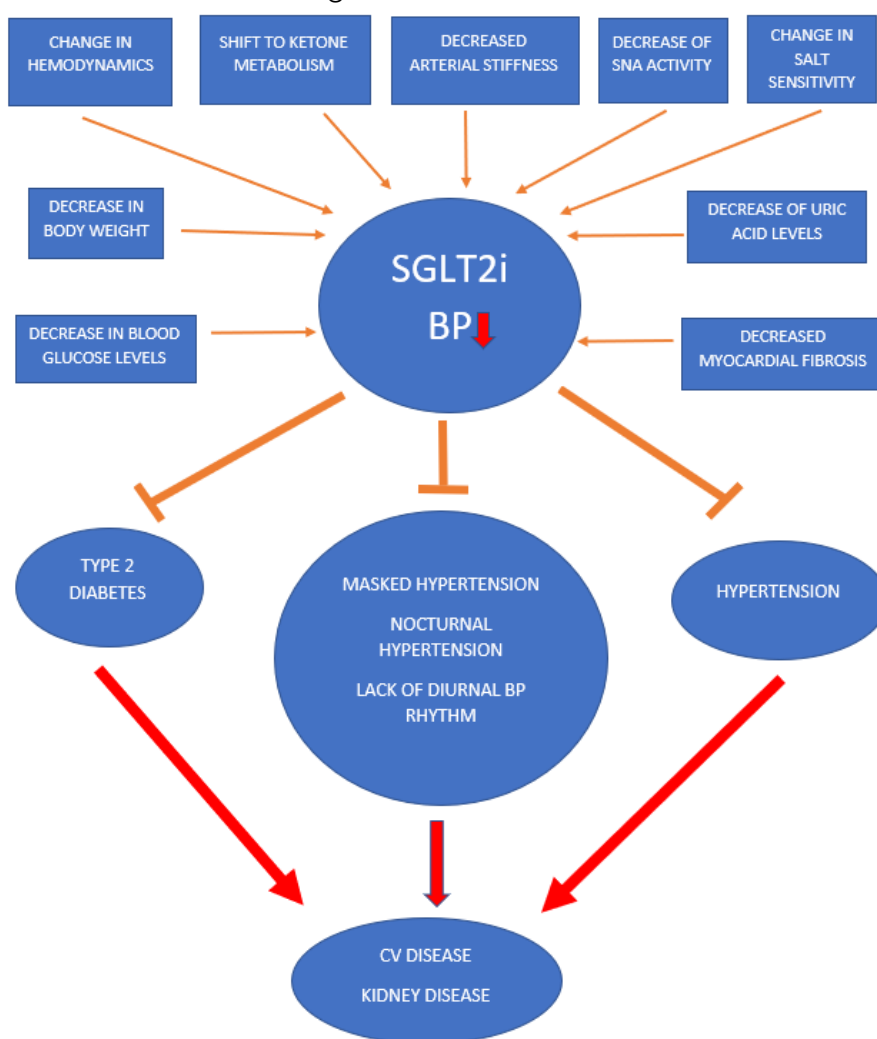 CHANGE IN
HEMODYNAMICS
SHIFT TO KETONE
METABOLISM
DECREASED
ARTERIAL STIFFNESS
DECREASE OF
SNA ACTIVITY
CHANGE IN
SALT
SENSITIVITY
DECREASE IN
BODY WEIGHT
DECREASE OF URIC
ACID LEVELS
SGLT2i
BP
DECREASE IN BLOOD
GLUCOSE LEVELS
DECREASED
MYOCARDIAL FIBROSIS
TYPE 2
DIABETES
MASKED HYPERTENSION
NOCTURNAL
HYPERTENSION
LACK OF DIURNAL BP
RHYTHM
HYPERTENSION
CV DISEASE
KIDNEY DISEASE